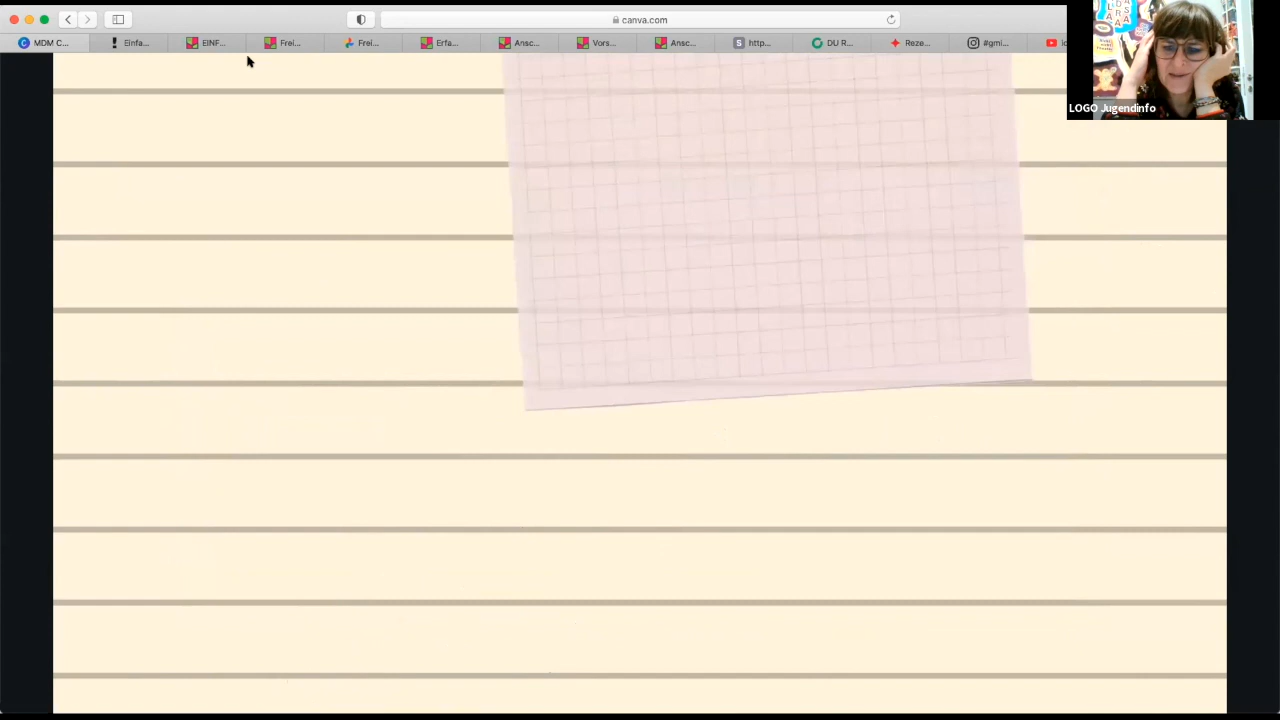 canva.com
MDM C...
Einfa...
EINF...
Frei...
Frei...
Erfa...
Ansc...
Vors...
Ansc...
http...
DU R...
Reze...
#gmi...
LOGO Jugendinfo